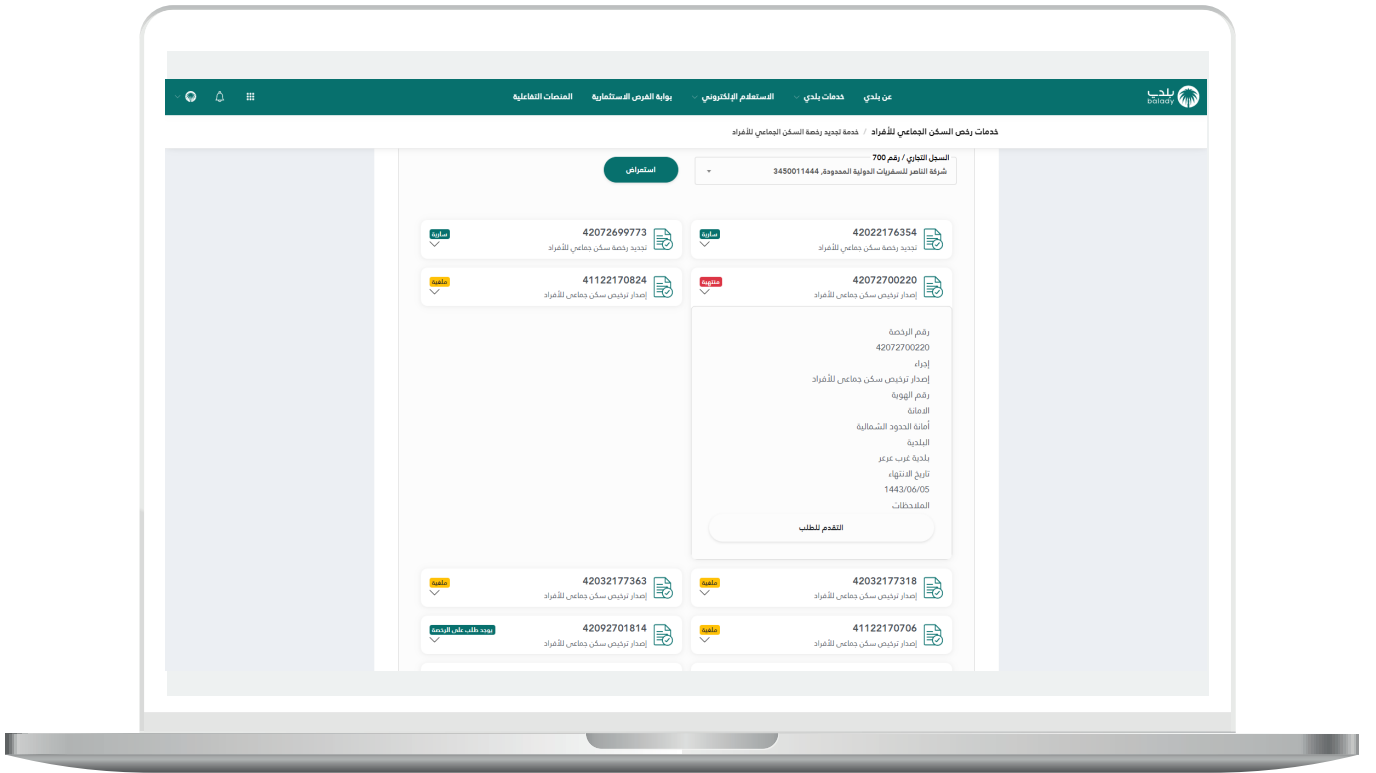 بلدي
balady
عن بلدي
خدمات بلدي
الاستعلام الإلكتروني
بوابة الفرص الاستثمارية
المنصات التفاعلية
خدمات رخص السكن الجماعي للأفراد / خدمة تجديد رخصة السكن الجماعي للأفراد
السجل التجاري / رقم 700
شركة الناصر للسفريات الدولية المحدودة, 3450011444
استعراض
42022176354
سارية
تجديد رخصة سكن جماعي للأفراد
42072699773
سارية
تجديد رخصة سكن جماعي للأفراد
42072700220
منتهية
إصدار ترخيص سكن جماعي للأفراد
41122170824
ملغية
إصدار ترخيص سكن جماعي للأفراد
رقم الرخصة
42072700220
إجراء
إصدار ترخيص سكن جماعي للأفراد
رقم الهوية
الامانة
أمانة الحدود الشمالية
البلدية
بلدية غرب عرعر
تاريخ الانتهاء
1443/06/05
الملاحظات
التقدم للطلب
42032177318
ملغية
إصدار ترخيص سكن جماعي للأفراد
42032177363
ملغية
إصدار ترخيص سكن جماعي للأفراد
41122170706
ملغية
إصدار ترخيص سكن جماعي للأفراد
42092701814
يوجد طلب على الرخصة
إصدار ترخيص سكن جماعي للأفراد